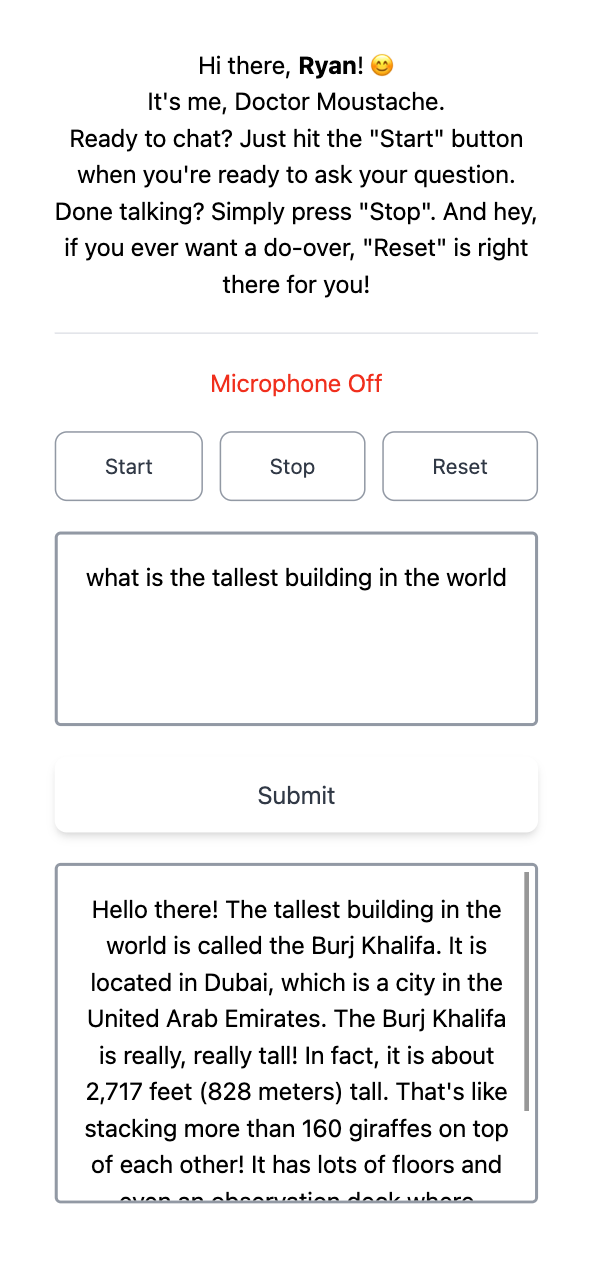 Hi there, Ryan! 😊
It's me, Doctor Moustache.
Ready to chat? Just hit the "Start" button
when you're ready to ask your question.
Done talking? Simply press "Stop". And hey,
if you ever want a do-over, "Reset" is right
there for you!
Microphone Off
Start
Stop
Reset
what is the tallest building in the world
Submit
Hello there! The tallest building in the
world is called the Burj Khalifa. It is
located in Dubai, which is a city in the
United Arab Emirates. The Burj Khalifa
is really, really tall! In fact, it is about
2,717 feet (828 meters) tall. That's like
stacking more than 160 giraffes on top
of each other! It has lots of floors and
even an observation deck where